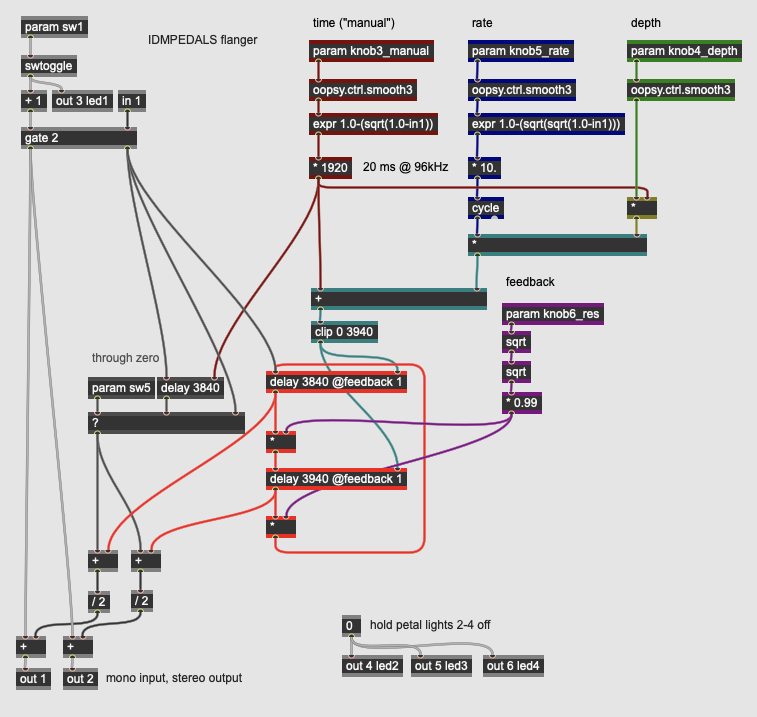 time ("manual")
rate
depth
param sw1
IDMPEDALS flanger
param knob3_manual
param knob5_rate
param knob4_depth
swtoggle
oopsy.ctrl.smooth3
oopsy.ctrl.smooth3
oopsy.ctrl.smooth3
+ 1
out 3 led1
in 1
expr 1.0-(sqrt(1.0-in1))
expr 1.0-(sqrt(sqrt(1.0-in1)))
gate 2
* 1920
20 ms @ 96kHz
* 10.
cycle
*
*
+
feedback
param knob6_res
clip 0 3940
sqrt
through zero
sqrt
param sw5
delay 3840
delay 3840 @feedback 1
* 0.99
?
*
delay 3940 @feedback 1
*
+
+
/ 2
/ 2
0
hold petal lights 2-4 off
+
+
out 4 led2
out 5 led3
out 6 led4
out 1
out 2
mono input, stereo output